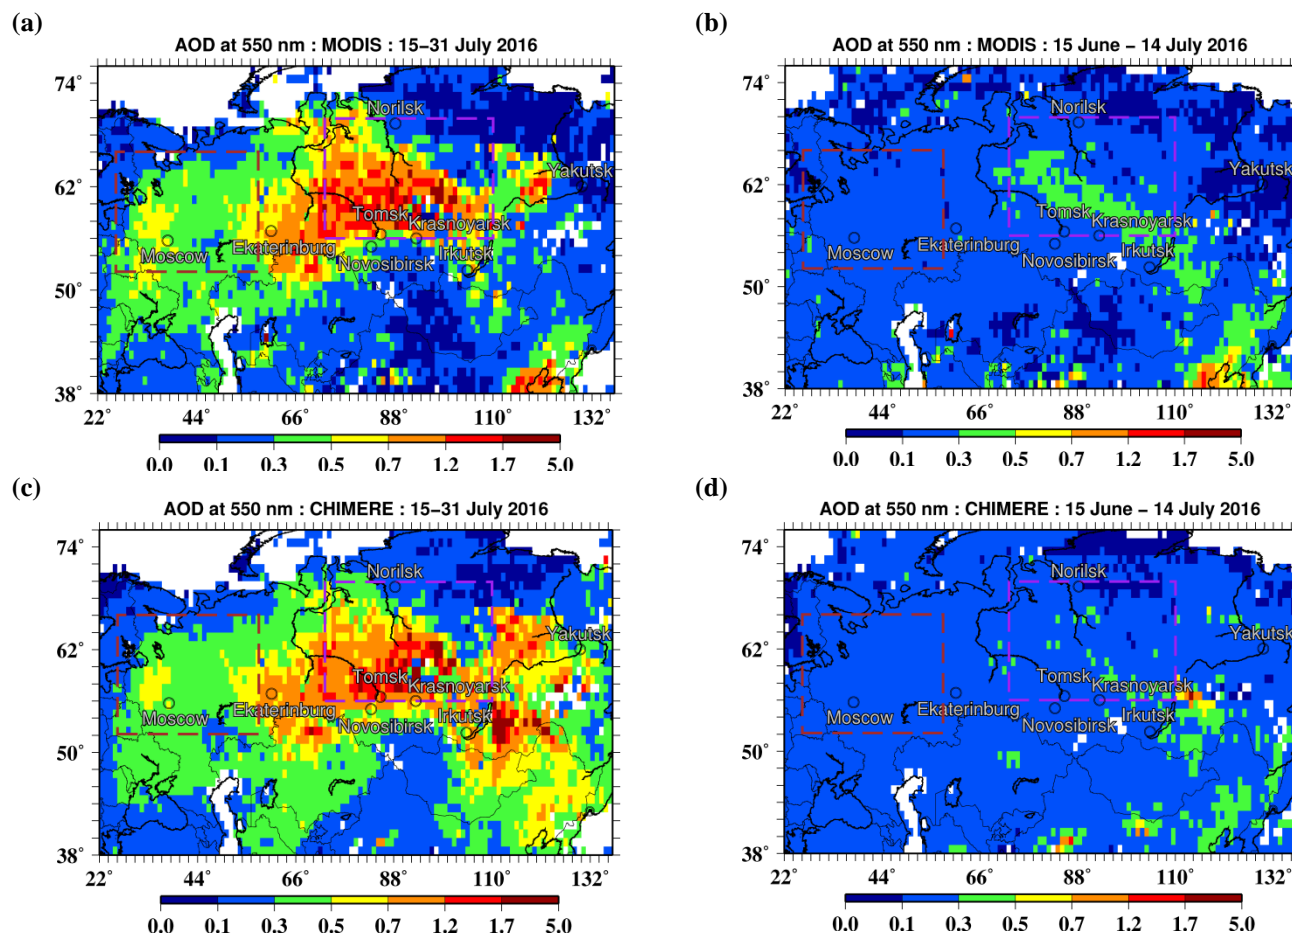 (a)
(b)
AOD at 550 nm : MODIS : 15−31 July 2016
AOD at 550 nm : MODIS : 15 June − 14 July 2016
74°
62°
50°
38°
Norilsk
Yakutsk
Tomsk
Krasnoyarsk
Ekaterinburg
Irkutsk
Moscow
Novosibirsk
22 44 66 88 110 132°
0.0 0.1 0.3 0.5 0.7 1.2 1.7 5.0
74°
62°
50°
38°
Norilsk
Yakutsk
Tomsk
Krasnoyarsk
Ekaterinburg
Irkutsk
Moscow
Novosibirsk
22° 44° 66° 88° 110° 132°
0.0 0.1 0.3 0.5 0.7 1.2 1.7 5.0
(c)
(d)
AOD at 550 nm : CHIMERE : 15−31 July 2016
AOD at 550 nm : CHIMERE : 15 June − 14 July 2016
74°
62°
50°
38°
Norilsk
Yakutsk
Tomsk
Krasnoyarsk
Ekaterinburg
Irkutsk
Moscow
Novosibirsk
22° 44° 66° 88° 110° 132°
0.0 0.1 0.3 0.5 0.7 1.2 1.7 5.0
74°
62°
50°
38°
Norilsk
Yakutsk
Tomsk
Krasnoyarsk
Ekaterinburg
Irkutsk
Moscow
Novosibirsk
22° 44° 66° 88° 110° 132°
0.0 0.1 0.3 0.5 0.7 1.2 1.7 5.0